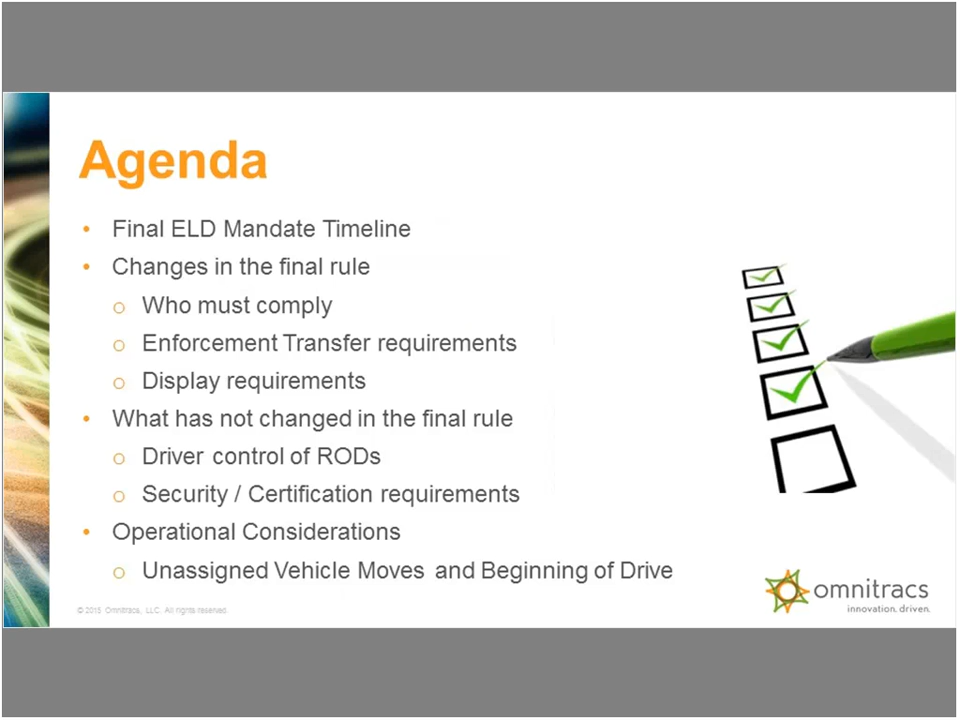 Agenda
• Final ELD Mandate Timeline
• Changes in the final rule
o Who must comply
o Enforcement Transfer requirements
o Display requirements
• What has not changed in the final rule
o Driver control of RODs
o Security / Certification requirements
• Operational Considerations
o Unassigned Vehicle Moves and Beginning of Drive
© 2015 Omnitracs, LLC. All rights reserved
omnitracs
innovation. driven.